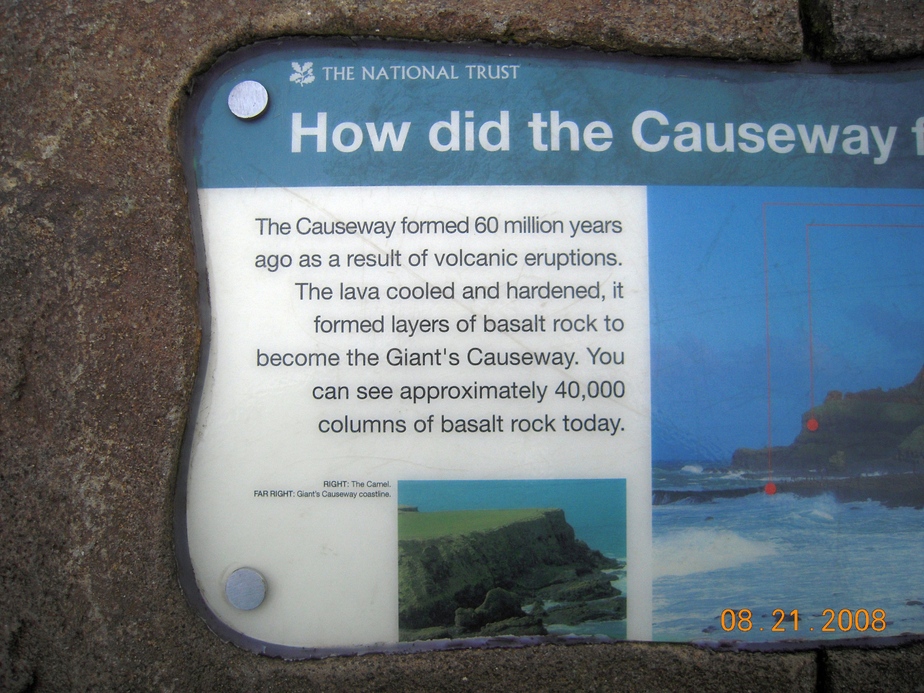 THE NATIONAL TRUST
How did the Causeway f
The Causeway formed 60 million years
ago as a result of volcanic eruptions.
The lava cooled and hardened, it
formed layers of basalt rock to
become the Giant's Causeway. You
can see approximately 40,000
columns of basalt rock today.
RIGHT: The Camel.
FAR RIGHT: Giant's Causeway coastline.
08.21.2008